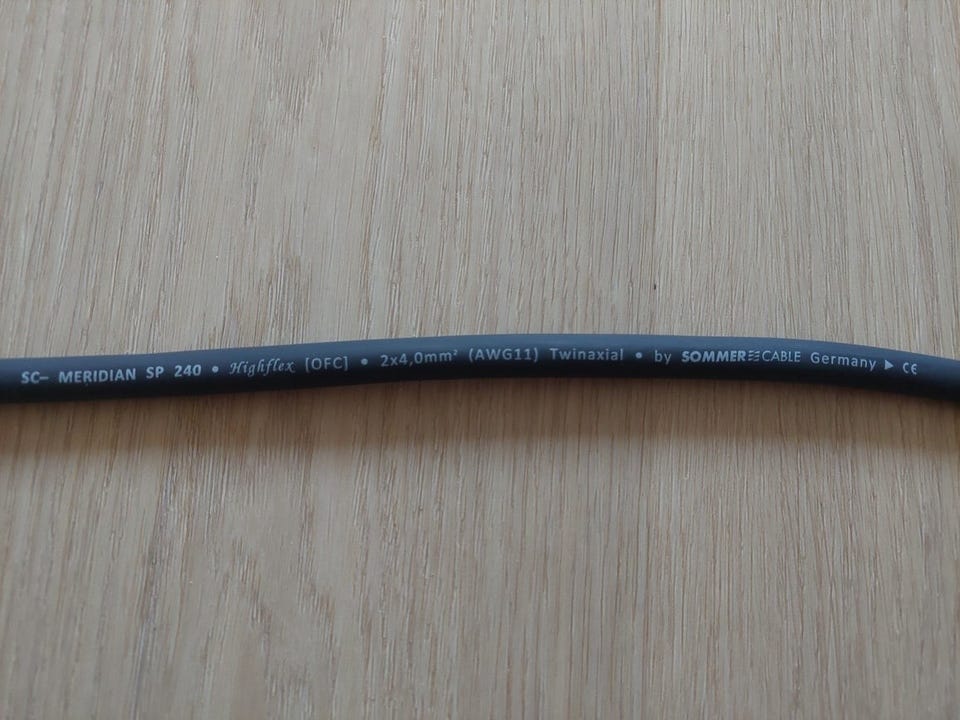 SC– MERIDIAN SP 240 • Highflex [OFC] • 2x4,0mm² (AWG11) Twinaxial • by SOMMER CABLE Germany ► CE